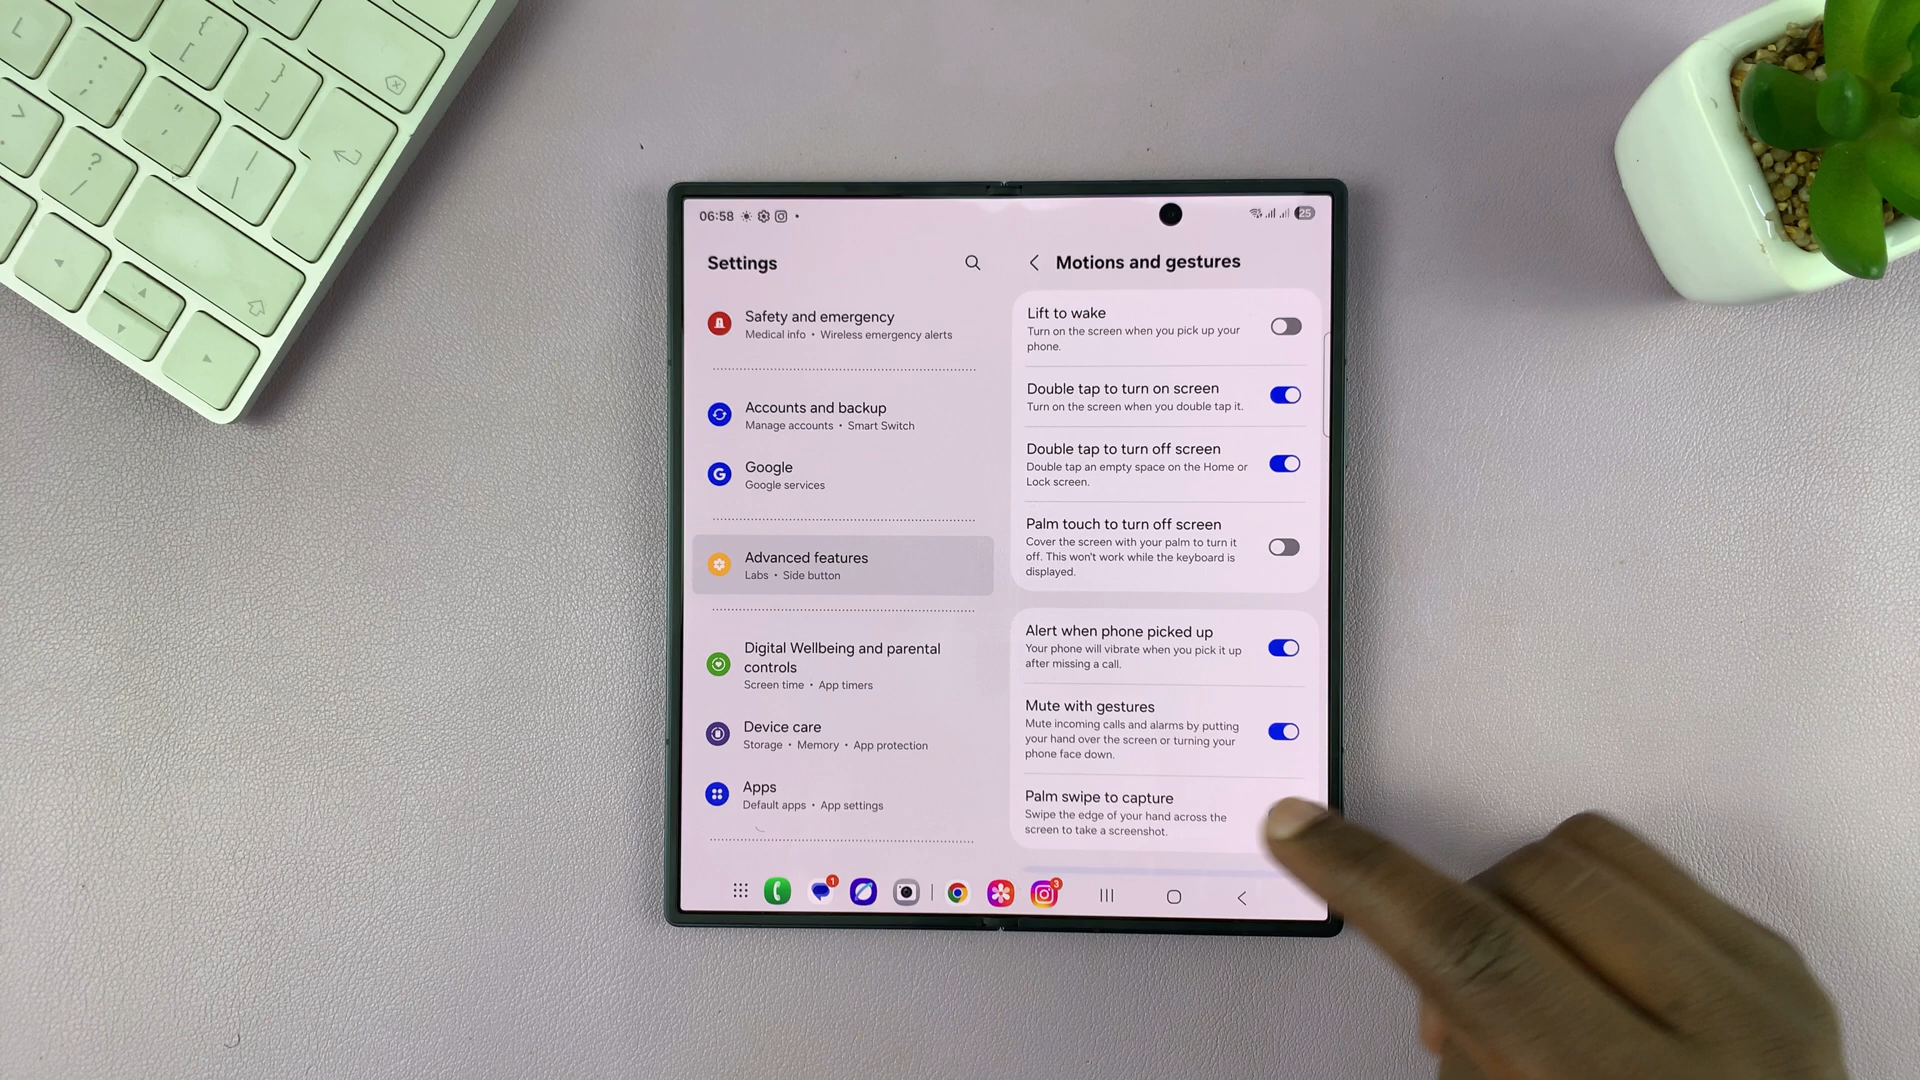 06:58
25
Settings
Safety and emergency
Medical info • Wireless emergency alerts
Accounts and backup
Manage accounts • Smart Switch
Google
Google services
Advanced features
Labs • Side button
Digital Wellbeing and parental
controls
Screen time • App timers
Device care
Storage • Memory • App protection
Apps
Default apps • App settings
Motions and gestures
Lift to wake
Turn on the screen when you pick up your
phone.
Double tap to turn on screen
Turn on the screen when you double tap it.
Double tap to turn off screen
Double tap an empty space on the Home or
Lock screen.
Palm touch to turn off screen
Cover the screen with your palm to turn it
off. This won't work while the keyboard is
displayed.
Alert when phone picked up
Your phone will vibrate when you pick it up
after missing a call.
Mute with gestures
Mute incoming calls and alarms by putting
your hand over the screen or turning your
phone face down.
Palm swipe to capture
Swipe the edge of your hand across the
screen to take a screenshot.
1
3